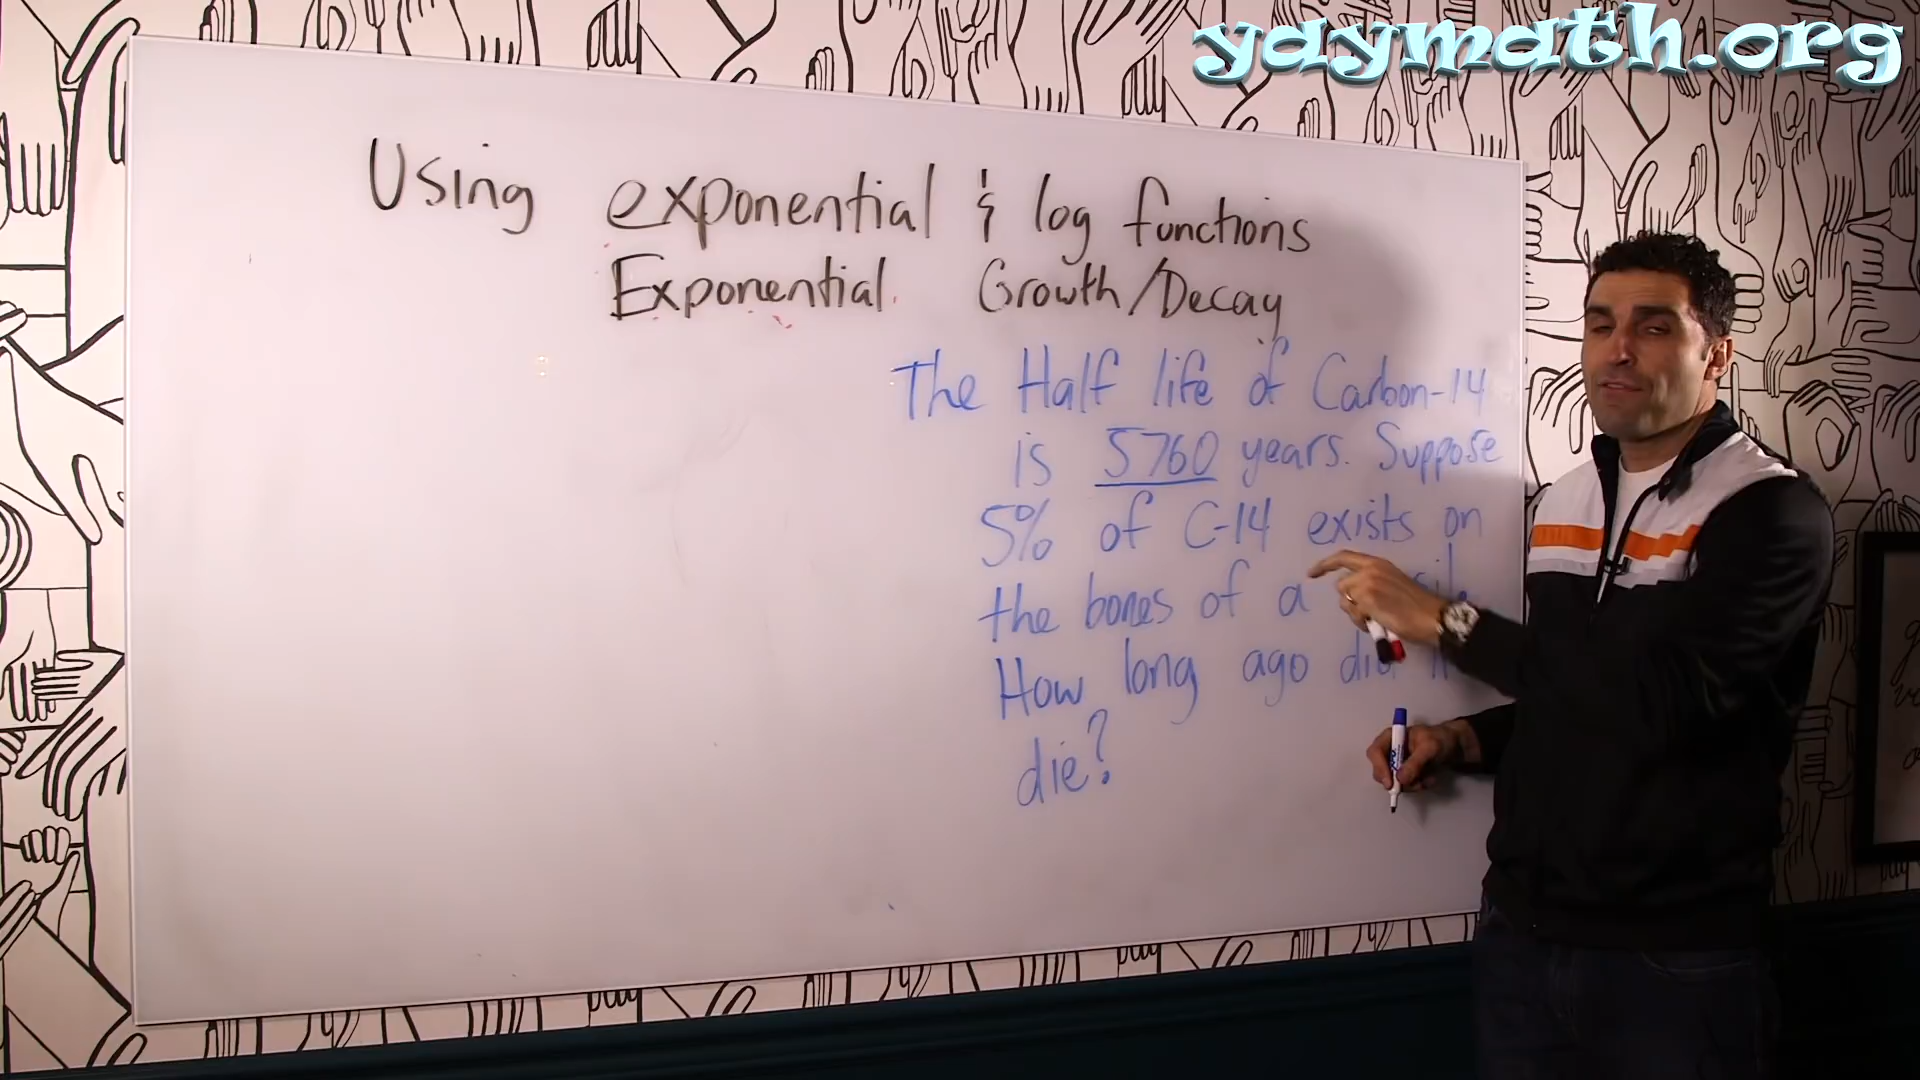 yaymath.org
Using exponential & log functions
Exponential Growth/Decay
The Half life of Carbon-14
is 5760 years. Suppose
5% of C-14 exists on
the bones of a
How long ago did
die?